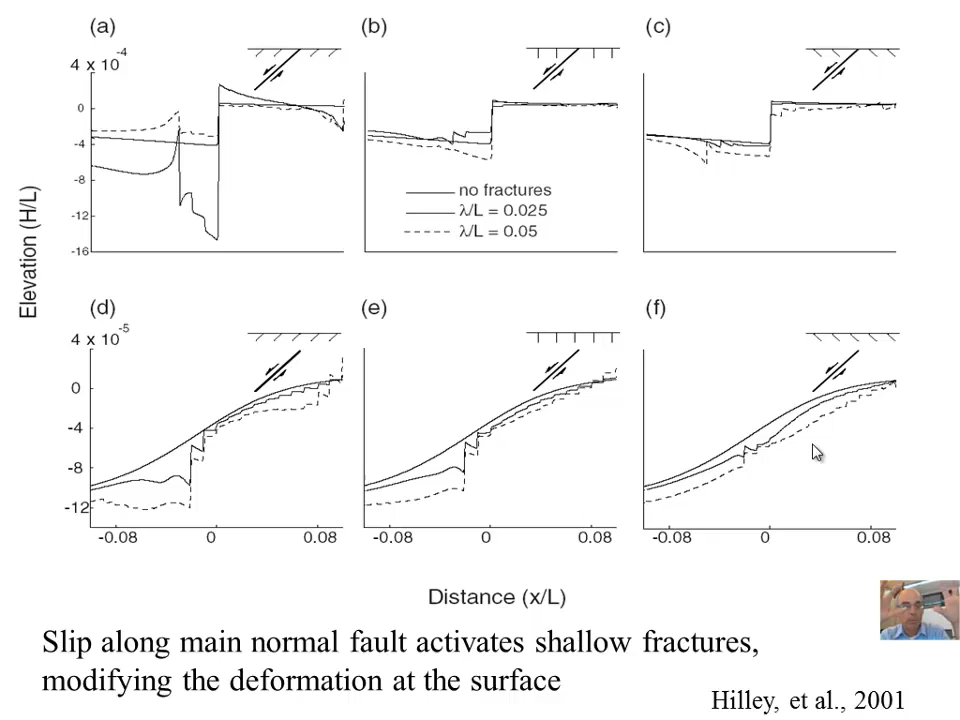 (a) (b) (c)
4 x 10⁻⁴
0
-4
-8
-12
-16
no fractures
λ/L = 0.025
λ/L = 0.05
Elevation (H/L)
(d) (e) (f)
4 x 10⁻⁵
0
-4
-8
-12
-0.08 0 0.08 -0.08 0 0.08 -0.08 0 0.08
Distance (x/L)
Slip along main normal fault activates shallow fractures,
modifying the deformation at the surface
Hilley, et al., 2001